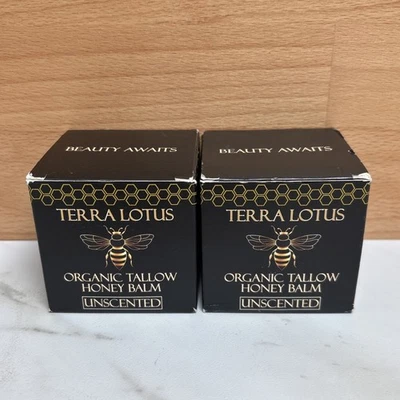 BEAUTY AWAITS
TERRA LOTUS
ORGANIC TALLOW
HONEY BALM
UNSCENTED
BEAUTY AWAITS
TERRA LOTUS
ORGANIC TALLOW
HONEY BALM
UNSCENTED